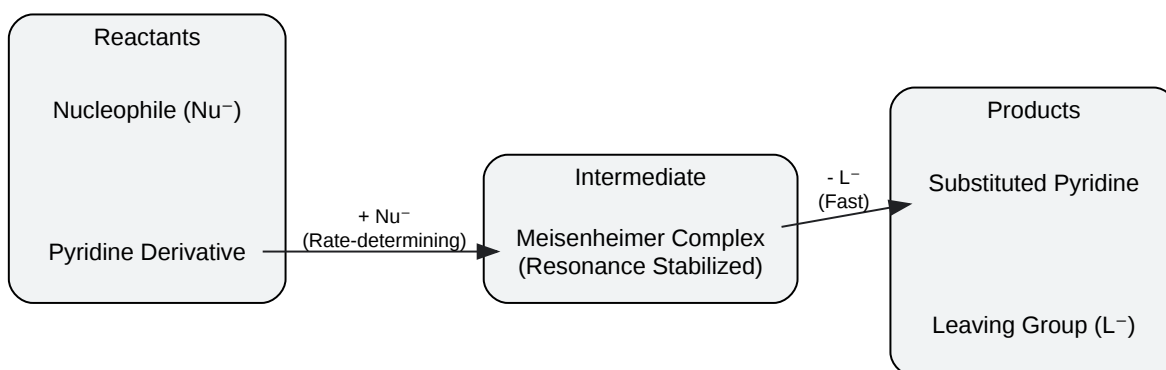 Reactants
Nucleophile (Nu⁻)
Pyridine Derivative
+ Nu⁻
(Rate-determining)
Intermediate
Meisenheimer Complex
(Resonance Stabilized)
- L⁻
(Fast)
Products
Substituted Pyridine
Leaving Group (L⁻)